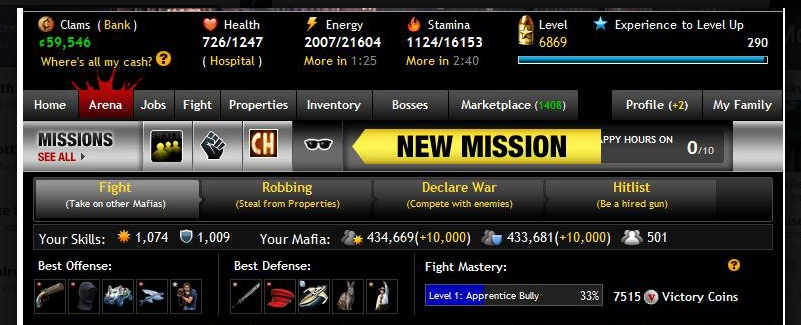 Clams ( Bank ) Health Energy Stamina Level Experience to Level Up
¢59,546 726/1247 2007/21604 1124/16153 6869 290
Where's all my cash? ? ( Hospital ) More in 1:25 More in 2:40
Home Arena Jobs Fight Properties Inventory Bosses Marketplace (1408) Profile (+2) My Family
MISSIONS
SEE ALL
CH
NEW MISSION
APPY HOURS ON 0/10
Fight Robbing Declare War Hitlist
(Take on other Mafias) (Steal from Properties) (Compete with enemies) (Be a hired gun)
Your Skills: 1,074 1,009 Your Mafia: 434,669(+10,000) 433,681(+10,000) 501
Best Offense: Best Defense: Fight Mastery: ?
Level 1: Apprentice Bully 33% 7515 V Victory Coins